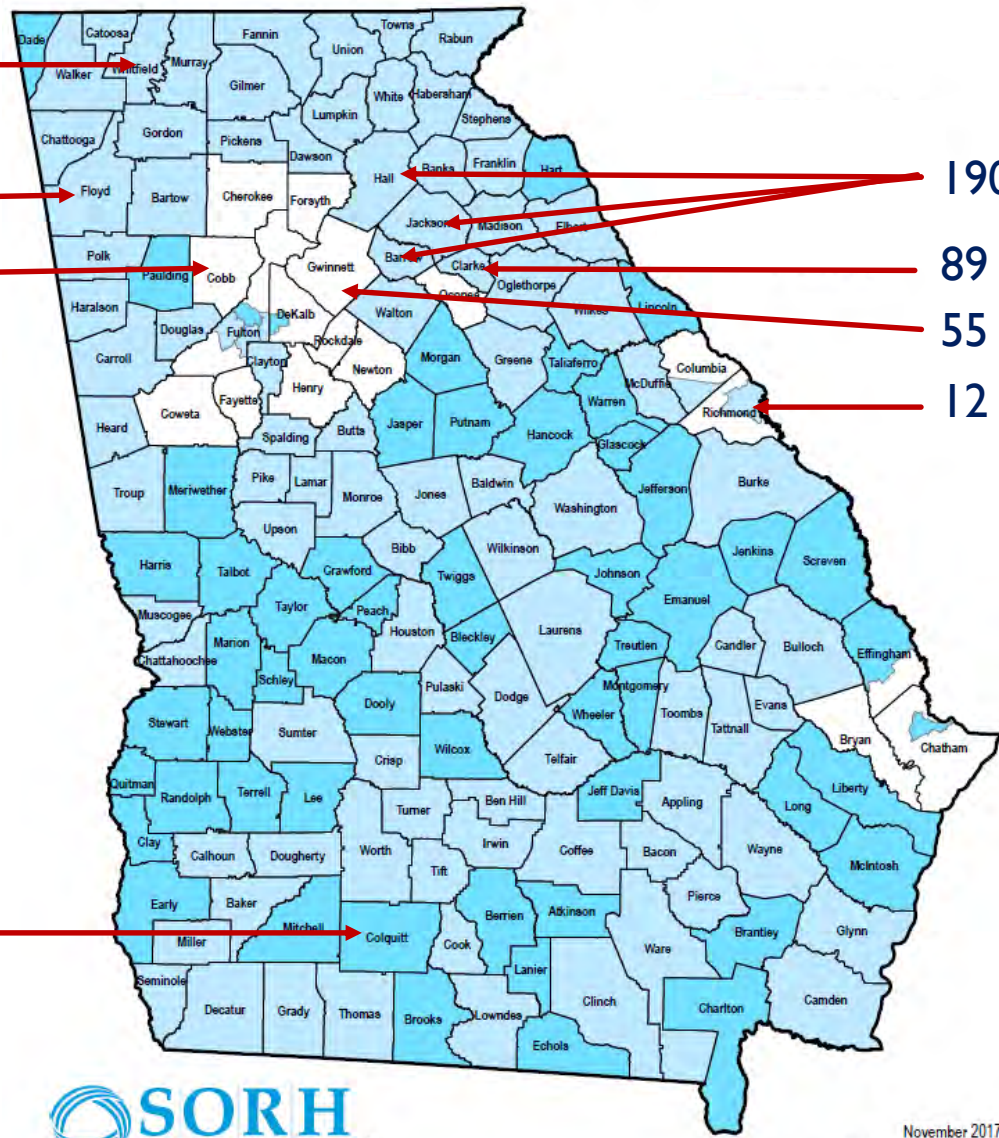 Dade
Catoosa
Whitfield
Walker
Murray
Fannin
Gilmer
Union
Towns
Rabun
White
Habersham
Lumpkin
Stephens
Chattooga
Gordon
Pickens
Dawson
Hall
Banks
Franklin
Hart
190
Floyd
Bartow
Cherokee
Forsyth
Jackson
Madison
Elbert
Polk
Paulding
Cobb
Gwinnett
Clarke
Oglethorpe
89
Haralson
Douglas
Fulton
DeKalb
Walton
Wilkes
Lincoln
55
Carroll
Clayton
Rockdale
Newton
Morgan
Greene
Taliaferro
McDuffie
Columbia
Richmond
12
Coweta
Fayette
Henry
Heard
Spalding
Butts
Jasper
Putnam
Hancock
Warren
Glascock
Jefferson
Burke
Troup
Meriwether
Pike
Lamar
Monroe
Jones
Baldwin
Washington
Upson
Bibb
Wilkinson
Jenkins
Screven
Harris
Talbot
Crawford
Twiggs
Johnson
Emanuel
Muscogee
Taylor
Peach
Houston
Bleckley
Laurens
Treutlen
Candler
Bulloch
Effingham
Chattahoochee
Marion
Schley
Macon
Pulaski
Dodge
Montgomery
Wheeler
Toombs
Tattnall
Evans
Bryan
Chatham
Stewart
Webster
Sumter
Dooly
Crisp
Wilcox
Telfair
Quitman
Randolph
Terrell
Lee
Turner
Ben Hill
Jeff Davis
Appling
Long
Liberty
Clay
Calhoun
Dougherty
Worth
Tift
Irwin
Coffee
Bacon
Wayne
McIntosh
Early
Baker
Miller
Mitchell
Colquitt
Cook
Berrien
Atkinson
Pierce
Ware
Brantley
Glynn
Seminole
Decatur
Grady
Thomas
Brooks
Lowndes
Lanier
Echols
Clinch
Charlton
Camden
SORH
November 2017